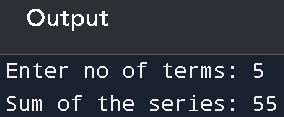 Output
Enter no of terms: 5
Sum of the series: 55